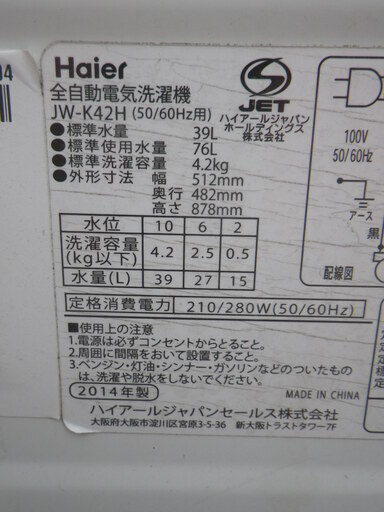 04
Haier
JET
全自動電気洗濯機
JW-K42H (50/60Hz用)
ハイアールジャパン
ホールディングス
株式会社
●標準水量 39L
●標準使用水量 76L
●標準洗濯容量 4.2kg
●外形寸法 幅 512mm
奥行 482mm
高さ 878mm
100V
50/60Hz
アース
黒
配線図
水位 10 6 2
洗濯容量
(kg以下) 4.2 2.5 0.5
水量(L) 39 27 15
定格消費電力 210/280W(50/60Hz)
■使用上の注意
1.電源は必ずコンセントからとること。
2.周囲に間隔をおいて設置すること。
3.ベンジン・灯油・シンナー・ガソリンなどのついたもの
は、洗濯や脱水をしないでください。
2014年製
MADE IN CHINA
ハイアールジャパンセールス株式会社
大阪府大阪市淀川区宮原3-5-36 新大阪トラストタワー7F